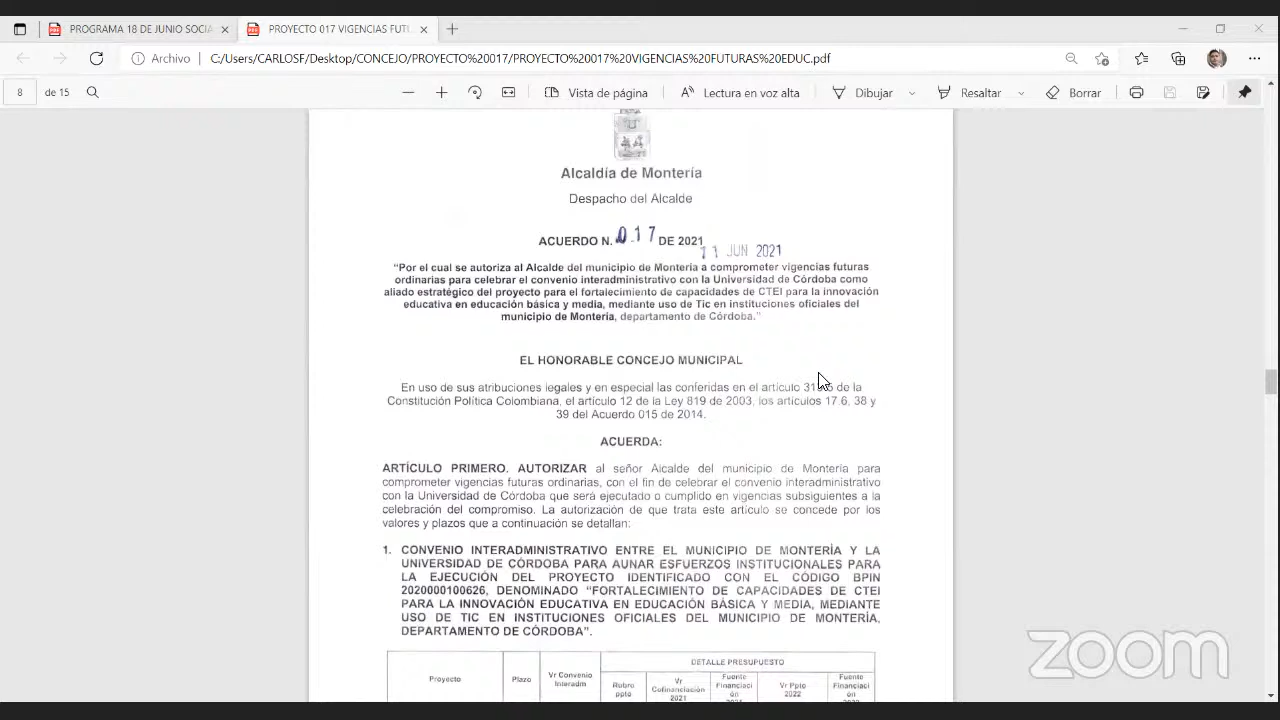 PROGRAMA 18 DE JUNIO SOCIA
PROYECTO 017 VIGENCIAS FUTU
Archivo
C:/Users/CARLOSF/Desktop/CONCEJO/PROYECTO%20017/PROYECTO%20017%20VIGENCIAS%20FUTURAS%20EDUC.pdf
8 de 15
Vista de página
Lectura en voz alta
Dibujar
Resaltar
Borrar
Alcaldía de Montería
Despacho del Alcalde
ACUERDO N. 017 DE 2021
11 JUN 2021
“Por el cual se autoriza al Alcalde del municipio de Montería a comprometer vigencias futuras
ordinarias para celebrar el convenio interadministrativo con la Universidad de Córdoba como
aliado estratégico del proyecto para el fortalecimiento de capacidades de CTEI para la innovación
educativa en educación básica y media, mediante uso de Tic en instituciones oficiales del
municipio de Montería, departamento de Córdoba.”
EL HONORABLE CONCEJO MUNICIPAL
En uso de sus atribuciones legales y en especial las conferidas en el artículo de la
Constitución Política Colombiana, el artículo 12 de la Ley 819 de 2003, los artículos 17.6, 38 y
39 del Acuerdo 015 de 2014.
ACUERDA:
ARTÍCULO PRIMERO. AUTORIZAR al señor Alcalde del municipio de Montería para
comprometer vigencias futuras ordinarias, con el fin de celebrar el convenio interadministrativo
con la Universidad de Córdoba que será ejecutado o cumplido en vigencias subsiguientes a la
celebración del compromiso. La autorización de que trata este artículo se concede por los
valores y plazos que a continuación se detallan:
1. CONVENIO INTERADMINISTRATIVO ENTRE EL MUNICIPIO DE MONTERÍA Y LA
UNIVERSIDAD DE CÓRDOBA PARA AUNAR ESFUERZOS INSTITUCIONALES PARA
LA EJECUCIÓN DEL PROYECTO IDENTIFICADO CON EL CÓDIGO BPIN
2020000100626, DENOMINADO “FORTALECIMIENTO DE CAPACIDADES DE CTEI
PARA LA INNOVACIÓN EDUCATIVA EN EDUCACIÓN BÁSICA Y MEDIA, MEDIANTE
USO DE TIC EN INSTITUCIONES OFICIALES DEL MUNICIPIO DE MONTERÍA,
DEPARTAMENTO DE CÓRDOBA”.
DETALLE PRESUPUESTO
Proyecto
Plazo
Vr Convenio
Interadm
Rubro
ppto
Vr
Cofinanciación
2021
Fuente
Financiaci
ón
Vr Ppto
2022
Fuente
Financiaci
ón
zoom